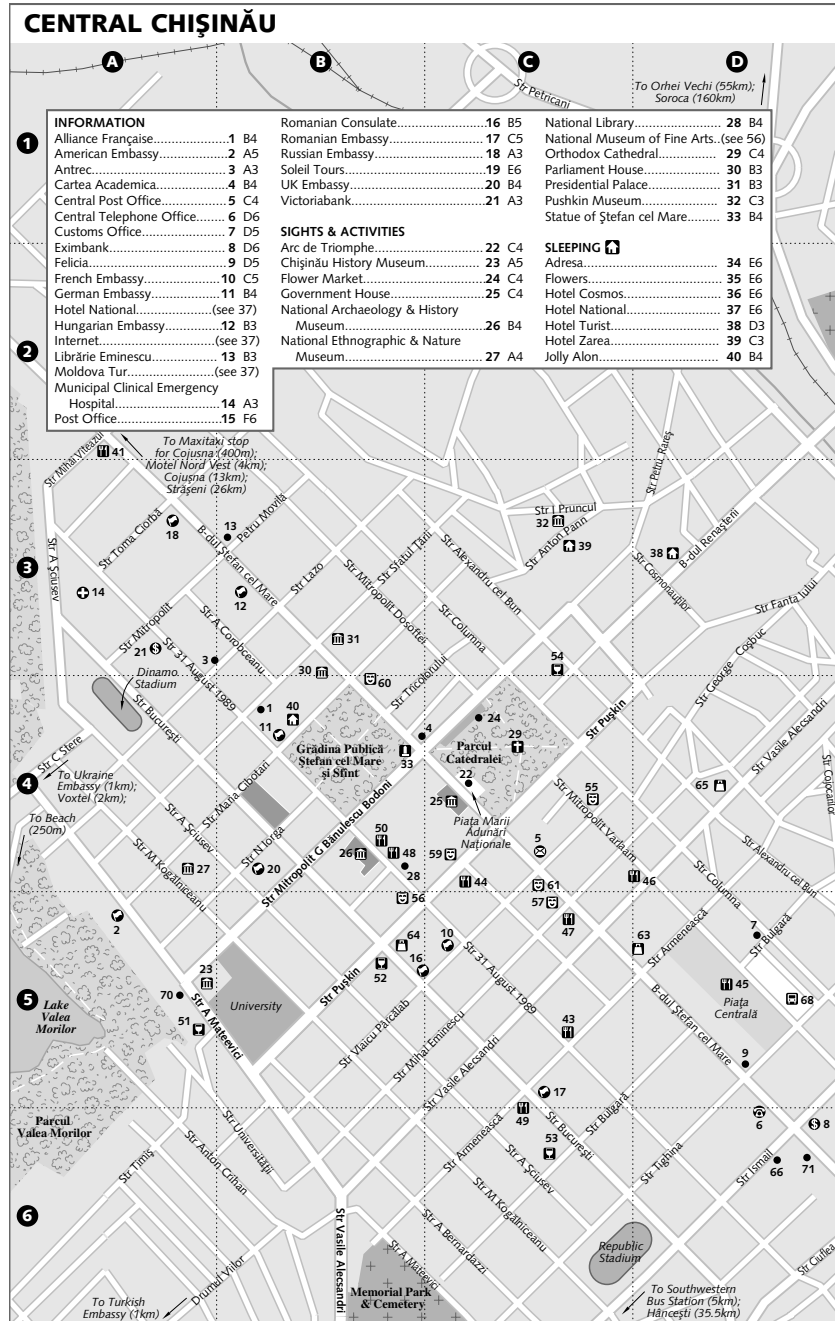 CENTRAL CHIŞINĂU
A
B
C
D
Str Petricani
To Orhei Vechi (55km);
Soroca (160km)
1
INFORMATION
Alliance Française 1 B4
American Embassy 2 A5
Antrec 3 A3
Cartea Academica 4 B4
Central Post Office 5 C4
Central Telephone Office 6 D6
Customs Office 7 D5
Eximbank 8 D6
Felicia 9 D5
French Embassy 10 C5
German Embassy 11 B4
Hotel National (see 37)
Hungarian Embassy 12 B3
Internet (see 37)
Librărie Eminescu 13 B3
Moldova Tur (see 37)
Municipal Clinical Emergency
Hospital 14 A3
Post Office 15 F6
Romanian Consulate 16 B5
Romanian Embassy 17 C5
Russian Embassy 18 A3
Soleil Tours 19 E6
UK Embassy 20 B4
Victoriabank 21 A3
SIGHTS & ACTIVITIES
Arc de Triomphe 22 C4
Chişinău History Museum 23 A5
Flower Market 24 C4
Government House 25 C4
National Archaeology & History
Museum 26 B4
National Ethnographic & Nature
Museum 27 A4
National Library 28 B4
National Museum of Fine Arts (see 56)
Orthodox Cathedral 29 C4
Parliament House 30 B3
Presidential Palace 31 B3
Pushkin Museum 32 C3
Statue of Ştefan cel Mare 33 B4
SLEEPING
Adresa 34 E6
Flowers 35 E6
Hotel Cosmos 36 E6
Hotel National 37 E6
Hotel Turist 38 D3
Hotel Zarea 39 C3
Jolly Alon 40 B4
2
To Maxitaxi stop
for Cojusna (400m);
Motel Nord Vest (4km);
Cojuşna (13km);
Străşeni (26km)
Str Mihai Viteazul
41
Str Petru Rareş
Str Toma Ciorbă
18
13
Petru Movilă
B-dul Ştefan cel Mare
Str I Pruncul
32
Str Anton Pann
39
38
B-dul Renaşterii
Str Cosmonauţilor
Str A Şciusev
3
14
12
Str Lazo
Str Sfatul Ţării
Str Mitropolit Dosoftei
Str Alexandru cel Bun
Str Columna
Str Fantalului
Str Mitropolit
21
Str 31 August 1989
Str A Corobceanu
3
31
30
60
Str Tricolorului
54
Str George Coşbuc
Dinamo
Stadium
Str Bucureşti
1
40
11
4
24
29
Str Puşkin
Grădina Publică
Ştefan cel Mare
şi Sfînt
33
Parcul
Catedralei
22
Str Vasile Alecsandri
Str Cojocarilor
Str C Stere
To Ukraine
Embassy (1km);
Voxtel (2km);
4
To Beach
(250m)
Str Maria Cibotari
25
Piaţa Marii
Adunări
Naţionale
55
65
Str Mitropolit Varlaam
Str A Şciusev
Str N Iorga
Str Mitropolit G Bănulescu Bodoni
Str M Kogălniceanu
27
20
26
50
48
28
59
5
44
61
46
Str Columna
Str Alexandru cel Bun
56
57
47
2
64
10
16
52
Str 31 August 1989
63
Str Armenească
7
Str Bulgară
23
University
Str Puşkin
45
Piaţa
Centrală
68
5
Lake
Valea
Morilor
70
51
Str A Mateevici
Str Vlaicu Parcalab
Str Mihai Eminescu
43
B-dul Ştefan cel Mare
9
Str Vasile Alecsandri
17
49
Str Bulgară
6
8
Parcul
Valea Morilor
Str Universităţii
Str Armenească
53
Str Bucureşti
Str A Şciusev
Str Tighina
Str Ismail
66
71
Str Timiş
Str Anton Crihan
6
Str M Kogălniceanu
Str A Bernardazzi
Republic
Stadium
Str Ciuflea
Str Vasile Alecsandri
Str A Mateevici
Drumul Viilor
Memorial Park
& Cemetery
To Turkish
Embassy (1km)
To Southwestern
Bus Station (5km);
Hânceşti (35.5km)